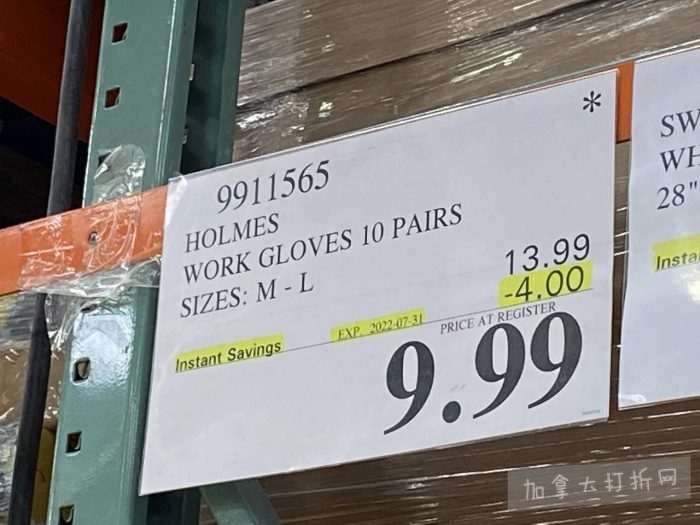 *
9911565
HOLMES
WORK GLOVES 10 PAIRS
SIZES: M - L
13.99
-4.00
Instant Savings
EXP. 2022-07-31
PRICE AT REGISTER
9.99
SW
WH
28"
Insta
加拿大打折网